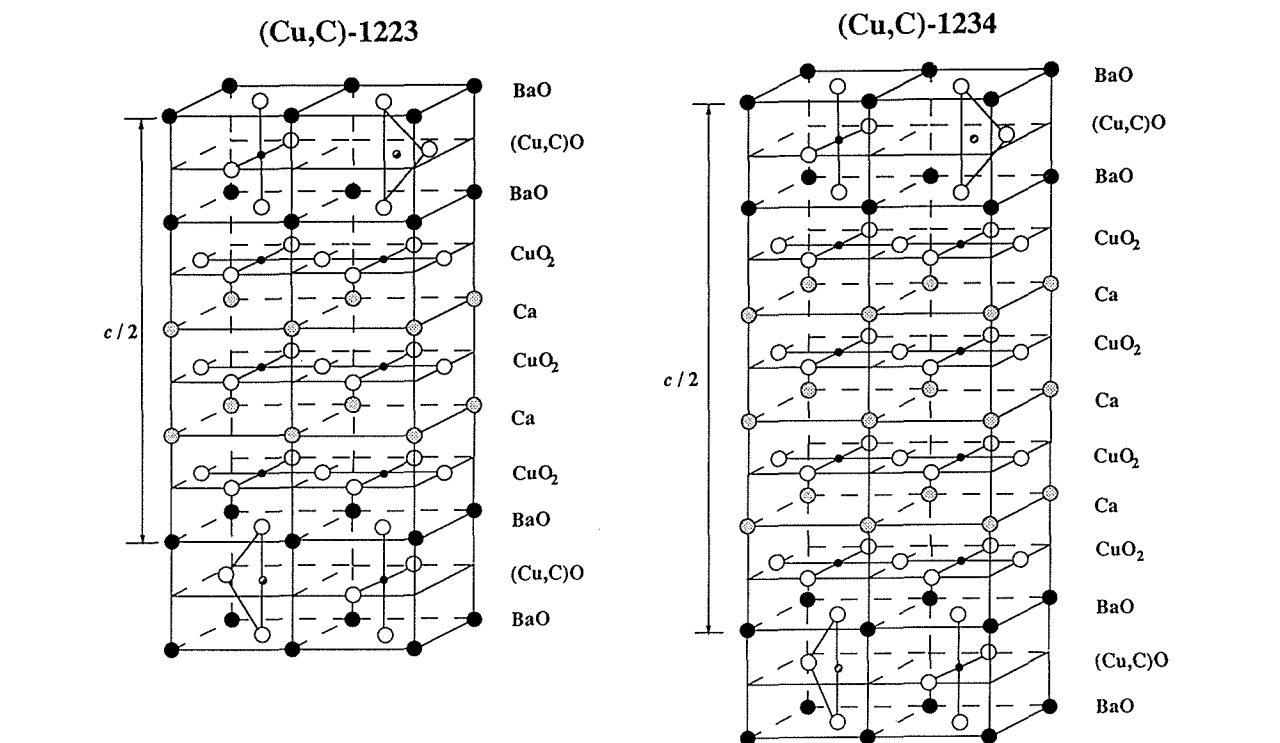 (Cu,C)-1223
BaO
(Cu,C)O
BaO
CuO₂
Ca
CuO₂
Ca
CuO₂
BaO
(Cu,C)O
BaO
c / 2
(Cu,C)-1234
BaO
(Cu,C)O
BaO
CuO₂
Ca
CuO₂
Ca
CuO₂
Ca
CuO₂
BaO
(Cu,C)O
BaO
c / 2